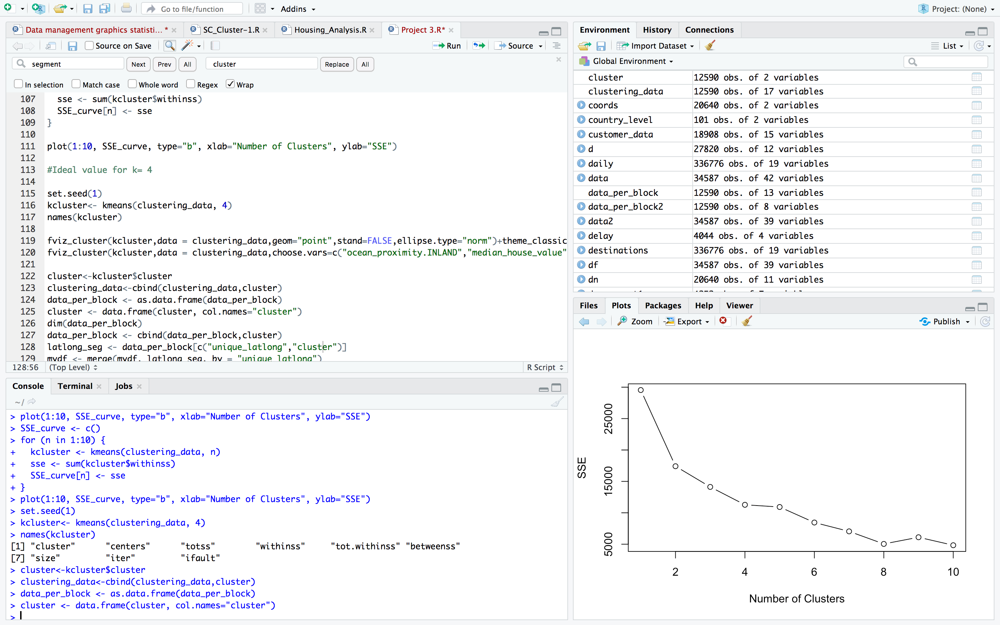 Go to file/function
Addins
Project: (None)
Data management graphics statisti... *
SC_Cluster-1.R
Housing_Analysis.R
Project 3.R*
Source on Save
Run
Source
segment
Next
Prev
All
cluster
Replace
All
In selection
Match case
Whole word
Regex
Wrap
107   sse <- sum(kcluster$withinss)
108   SSE_curve[n] <- sse
109 }
110
111 plot(1:10, SSE_curve, type="b", xlab="Number of Clusters", ylab="SSE")
112
113 #Ideal value for k= 4
114
115 set.seed(1)
116 kcluster<- kmeans(clustering_data, 4)
117 names(kcluster)
118
119 fviz_cluster(kcluster,data = clustering_data,geom="point",stand=FALSE,ellipse.type="norm")+theme_classic
120 fviz_cluster(kcluster,data = clustering_data,choose.vars=c("ocean_proximity.INLAND","median_house_value"
121
122 cluster<-kcluster$cluster
123 clustering_data<-cbind(clustering_data,cluster)
124 data_per_block <- as.data.frame(data_per_block)
125 cluster <- data.frame(cluster, col.names="cluster")
126 dim(data_per_block)
127 data_per_block <- cbind(data_per_block,cluster)
128 latlong_seg <- data_per_block[c("unique_latlong","cluster")]
129 mydf <- merge(mydf, latlong_seg, by = "unique_latlong")
128:56
(Top Level)
R Script
Console
Terminal
Jobs
~/
> plot(1:10, SSE_curve, type="b", xlab="Number of Clusters", ylab="SSE")
> SSE_curve <- c()
> for (n in 1:10) {
+   kcluster <- kmeans(clustering_data, n)
+   sse <- sum(kcluster$withinss)
+   SSE_curve[n] <- sse
+ }
> plot(1:10, SSE_curve, type="b", xlab="Number of Clusters", ylab="SSE")
> set.seed(1)
> kcluster<- kmeans(clustering_data, 4)
> names(kcluster)
[1] "cluster"      "centers"      "totss"        "withinss"     "tot.withinss" "betweenss"
[7] "size"         "iter"         "ifault"
> cluster<-kcluster$cluster
> clustering_data<-cbind(clustering_data,cluster)
> data_per_block <- as.data.frame(data_per_block)
> cluster <- data.frame(cluster, col.names="cluster")
>
Environment
History
Connections
Import Dataset
List
Global Environment
cluster 12590 obs. of 2 variables
clustering_data 12590 obs. of 17 variables
coords 20640 obs. of 2 variables
country_level 101 obs. of 2 variables
customer_data 18908 obs. of 15 variables
d 27820 obs. of 12 variables
daily 336776 obs. of 19 variables
data 34587 obs. of 42 variables
data_per_block 12590 obs. of 13 variables
data_per_block2 12590 obs. of 8 variables
data2 34587 obs. of 39 variables
delay 4044 obs. of 4 variables
destinations 336776 obs. of 19 variables
df 34587 obs. of 39 variables
dn 20640 obs. of 11 variables
Files
Plots
Packages
Help
Viewer
Zoom
Export
Publish
25000
15000
5000
SSE
2
4
6
8
10
Number of Clusters